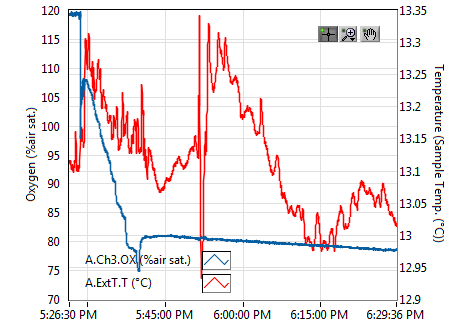 120
115
110
105
100
95
90
85
80
75
70
Oxygen (%air sat.)
13.35
13.3
13.25
13.2
13.15
13.1
13.05
13
12.95
12.9
Temperature (Sample Temp. (°C))
A.Ch3.OX (%air sat.)
A.ExtT.T (°C)
5:26:30 PM
5:45:00 PM
6:00:00 PM
6:15:00 PM
6:29:36 PM